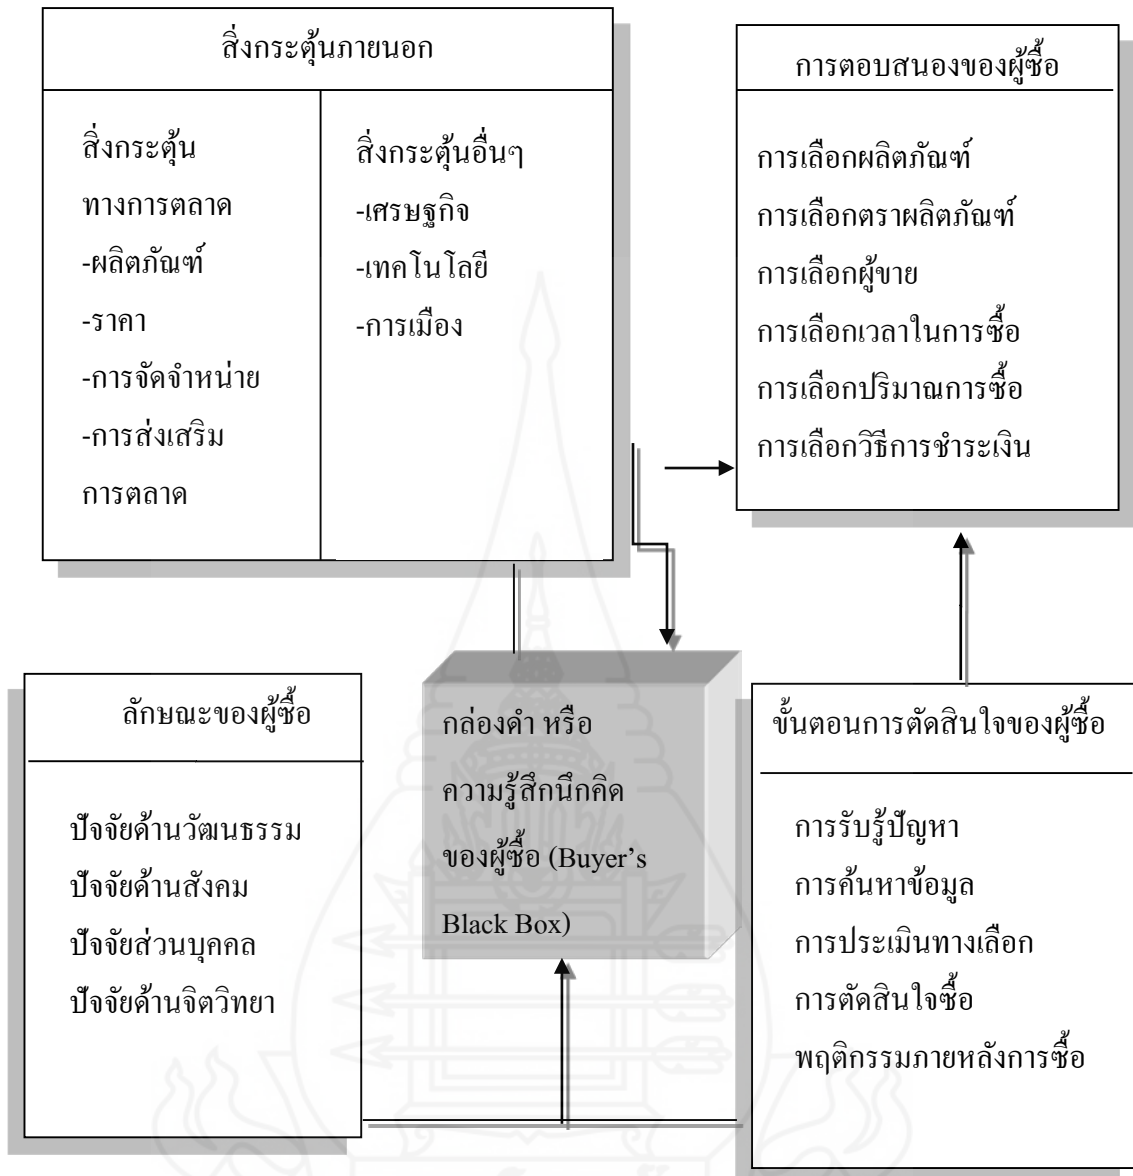 สิ่งกระตุ้นภายนอก
สิ่งกระตุ้น
ทางการตลาด
-ผลิตภัณฑ์
-ราคา
-การจัดจำหน่าย
-การส่งเสริม
การตลาด
สิ่งกระตุ้นอื่นๆ
-เศรษฐกิจ
-เทคโนโลยี
-การเมือง
การตอบสนองของผู้ซื้อ
การเลือกผลิตภัณฑ์
การเลือกตราผลิตภัณฑ์
การเลือกผู้ขาย
การเลือกเวลาในการซื้อ
การเลือกปริมาณการซื้อ
การเลือกวิธีการชำระเงิน
ลักษณะของผู้ซื้อ
ปัจจัยด้านวัฒนธรรม
ปัจจัยด้านสังคม
ปัจจัยส่วนบุคคล
ปัจจัยด้านจิตวิทยา
กล่องดำ หรือ
ความรู้สึกนึกคิด
ของผู้ซื้อ (Buyer’s
Black Box)
ขั้นตอนการตัดสินใจของผู้ซื้อ
การรับรู้ปัญหา
การค้นหาข้อมูล
การประเมินทางเลือก
การตัดสินใจซื้อ
พฤติกรรมภายหลังการซื้อ